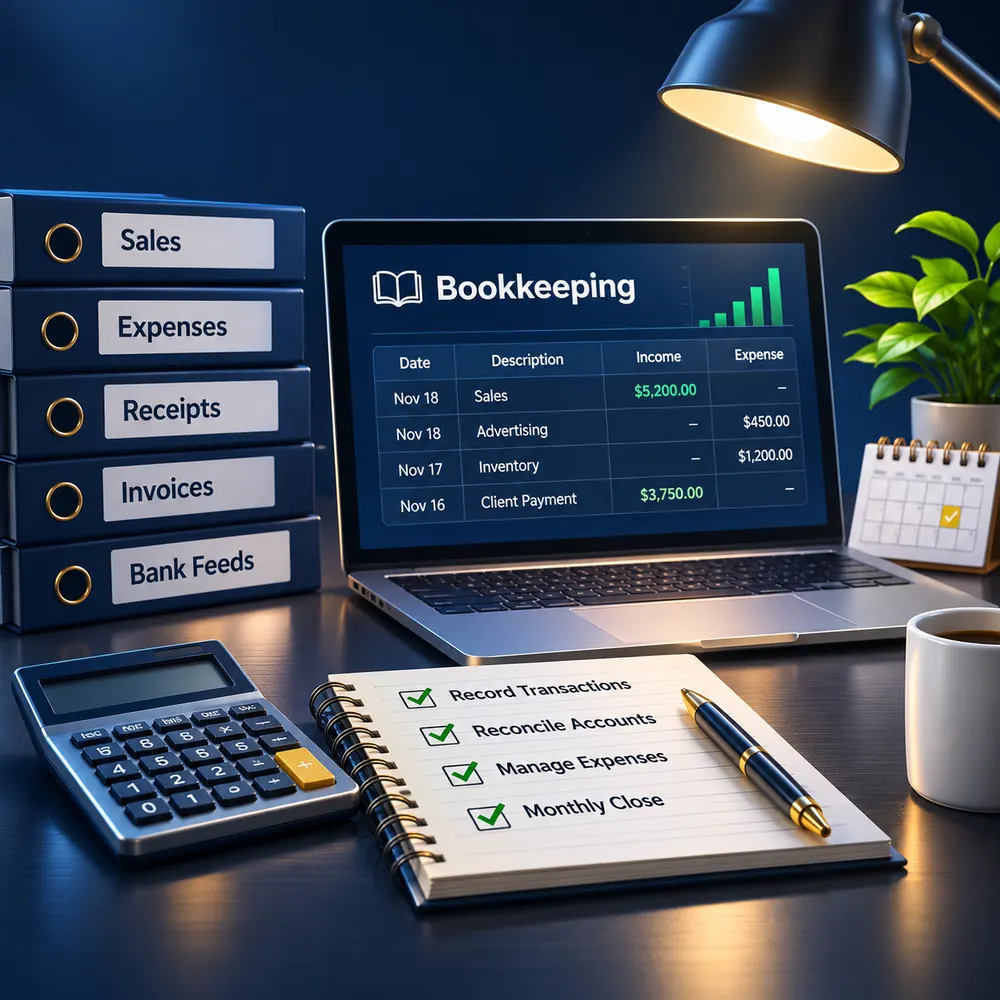 Sales
Expenses
Receipts
Invoices
Bank Feeds
Bookkeeping
Date Description Income Expense
Nov 18 Sales $5,200.00 –
Nov 18 Advertising – $450.00
Nov 17 Inventory – $1,200.00
Nov 16 Client Payment $3,750.00 –
Record Transactions
Reconcile Accounts
Manage Expenses
Monthly Close